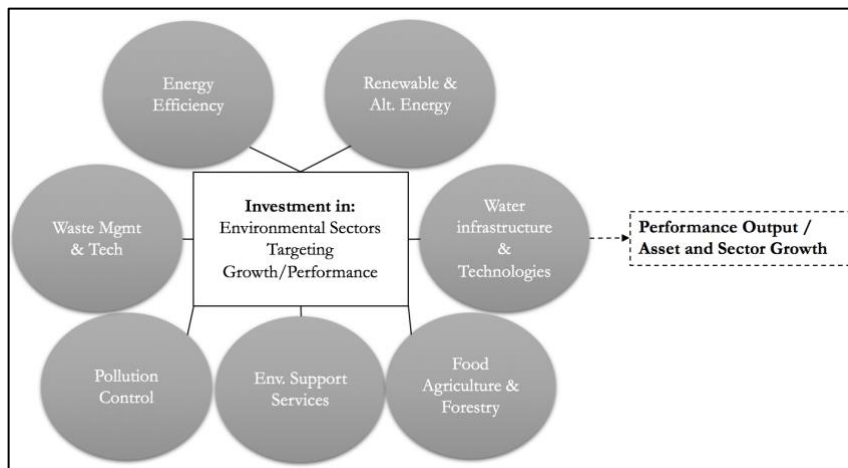 Energy
Efficiency
Renewable &
Alt. Energy
Waste Mgmt
& Tech
Investment in:
Environmental Sectors
Targeting
Growth/Performance
Water
infrastructure
&
Technologies
Performance Output /
Asset and Sector Growth
Pollution
Control
Env. Support
Services
Food
Agriculture &
Forestry